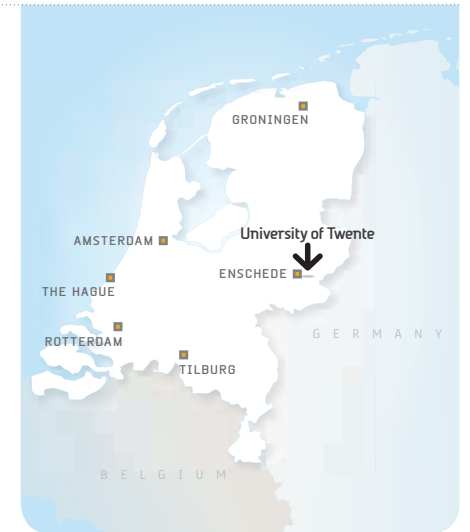 GRONINGEN
University of Twente
AMSTERDAM
ENSCHEDE
THE HAGUE
GERMANY
ROTTERDAM
TILBURG
BELGIUM